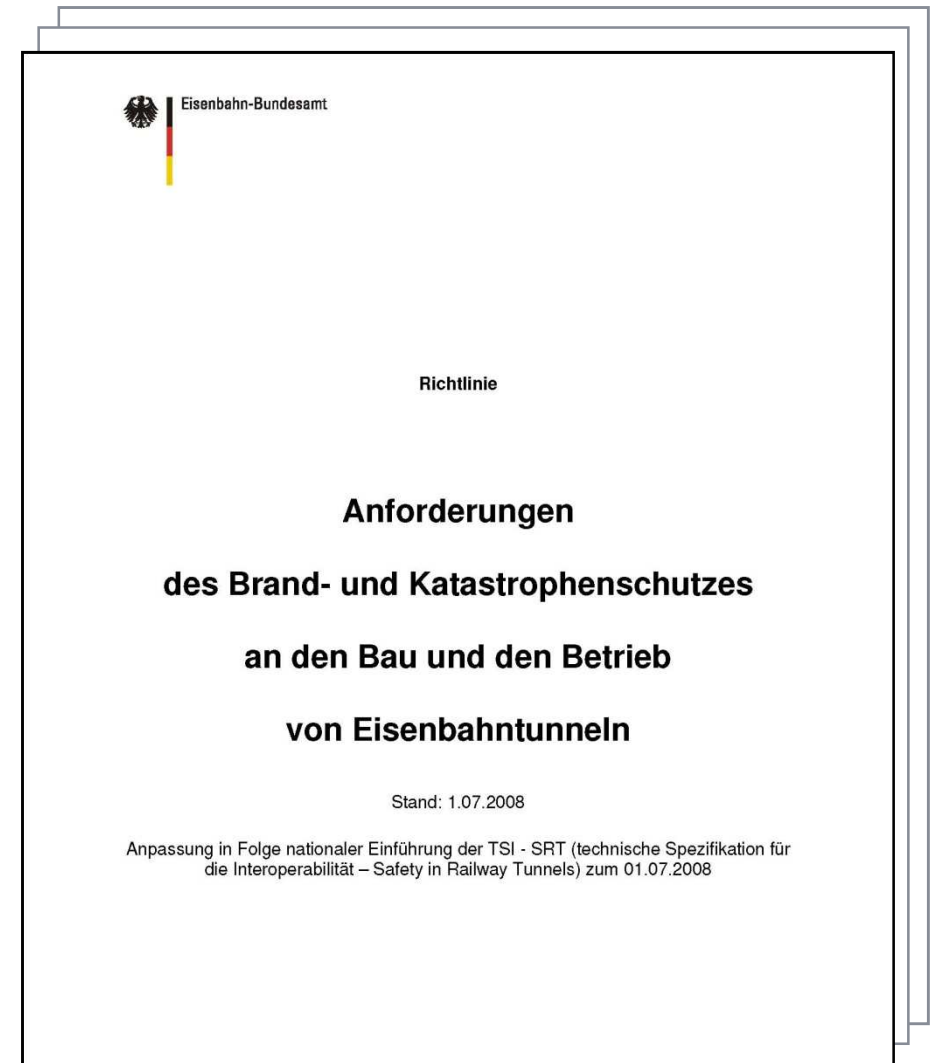 Eisenbahn-Bundesamt
Richtlinie
Anforderungen
des Brand- und Katastrophenschutzes
an den Bau und den Betrieb
von Eisenbahntunneln
Stand: 1.07.2008
Anpassung in Folge nationaler Einführung der TSI - SRT (technische Spezifikation für
die Interoperabilität – Safety in Railway Tunnels) zum 01.07.2008